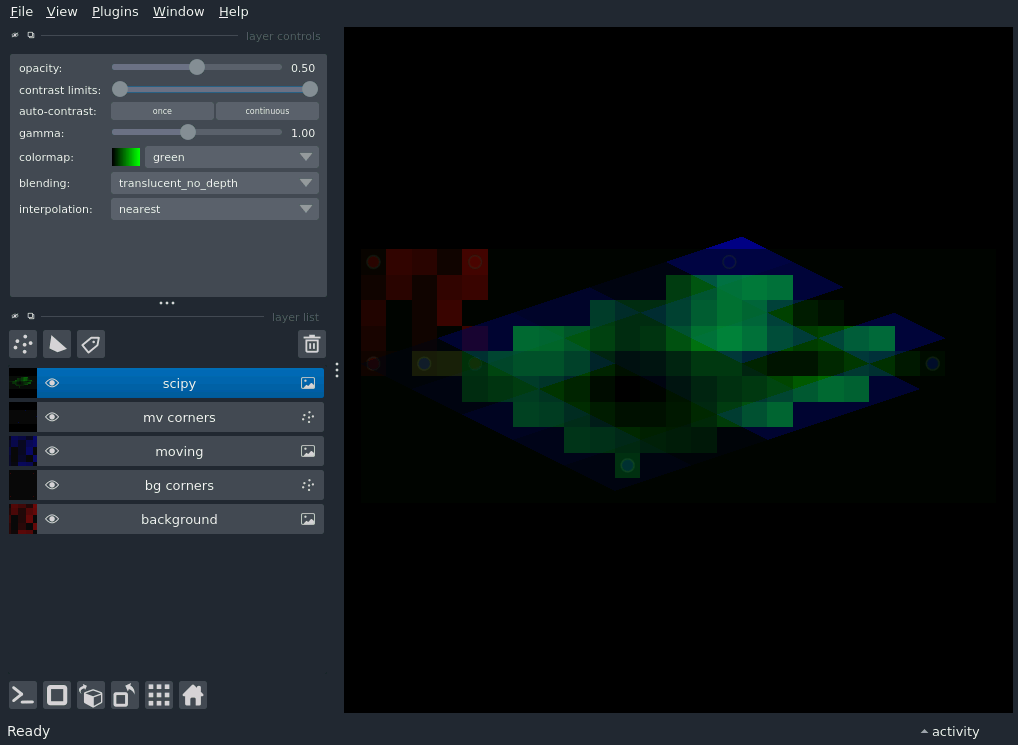 File View Plugins Window Help
layer controls
opacity: 0.50
contrast limits:
auto-contrast: once continuous
gamma: 1.00
colormap: green
blending: translucent_no_depth
interpolation: nearest
layer list
scipy
mv corners
moving
bg corners
background
Ready activity